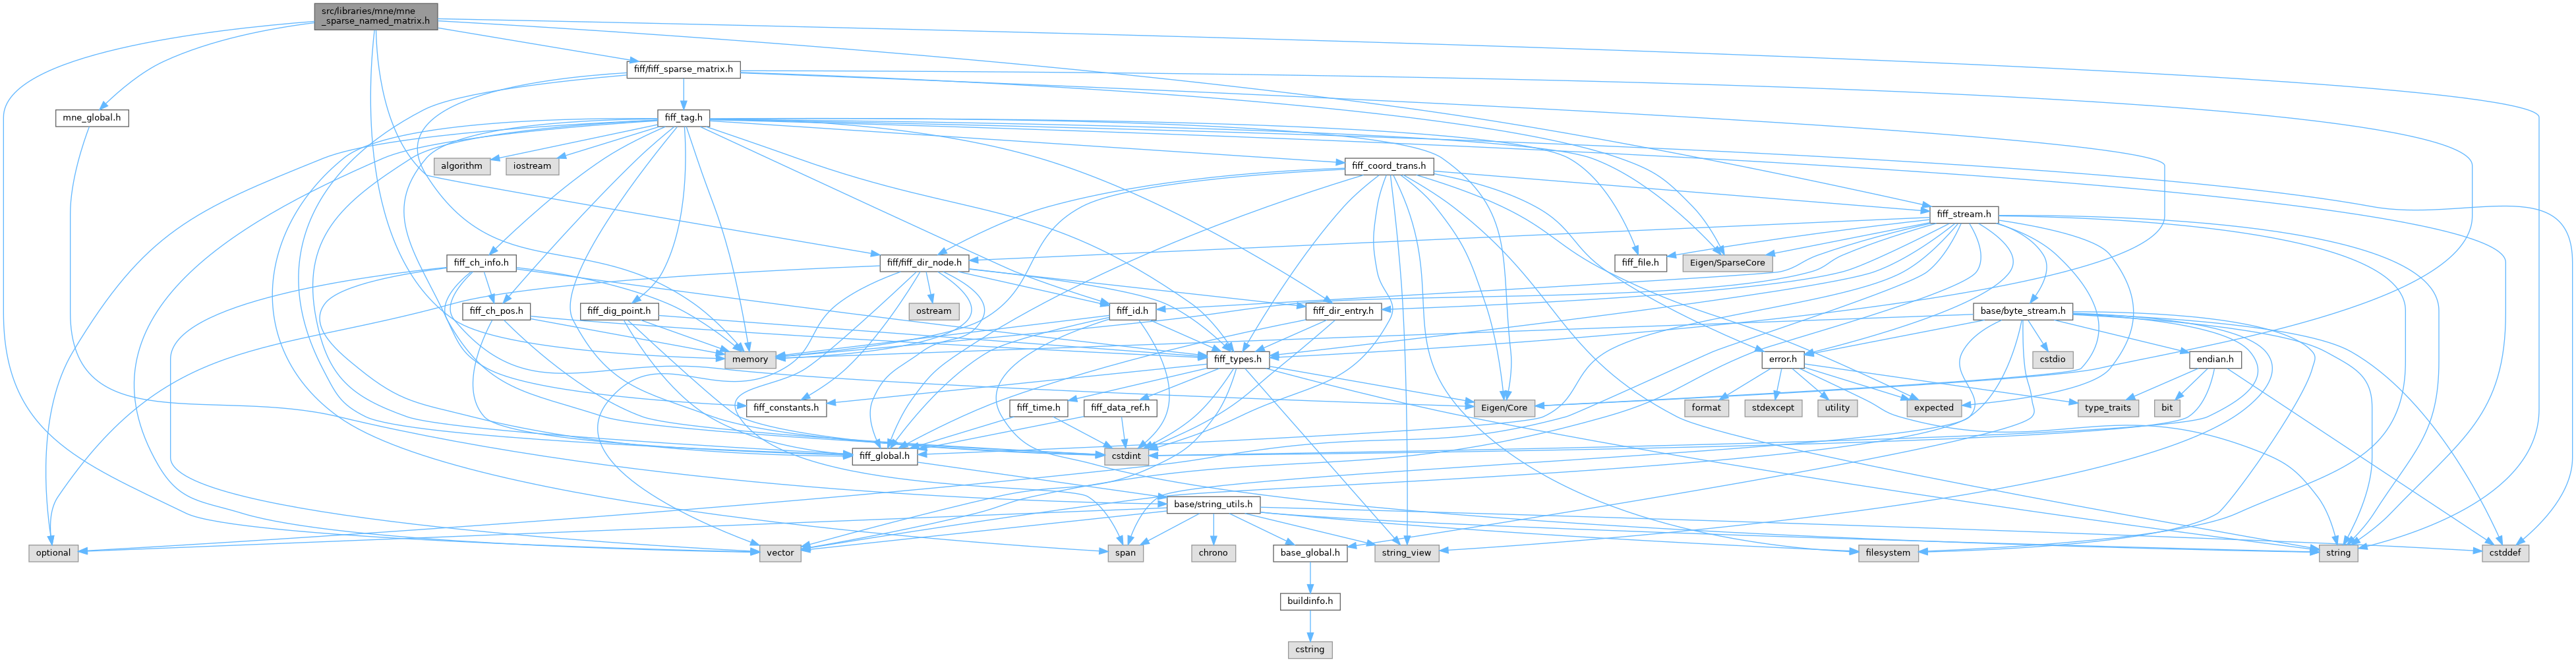 src/libraries/mne/mne
_sparse_named_matrix.h
fiff/fiff_sparse_matrix.h
mne_global.h
fiff_tag.h
algorithm
iostream
fiff_coord_trans.h
fiff_stream.h
fiff_ch_info.h
fiff/fiff_dir_node.h
fiff_file.h
Eigen/SparseCore
fiff_ch_pos.h
fiff_dig_point.h
ostream
fiff_id.h
fiff_dir_entry.h
base/byte_stream.h
memory
fiff_types.h
error.h
cstdio
endian.h
fiff_constants.h
fiff_time.h
fiff_data_ref.h
Eigen/Core
format
stdexcept
utility
expected
type_traits
bit
fiff_global.h
cstdint
base/string_utils.h
optional
vector
span
chrono
base_global.h
string_view
filesystem
string
cstddef
buildinfo.h
cstring